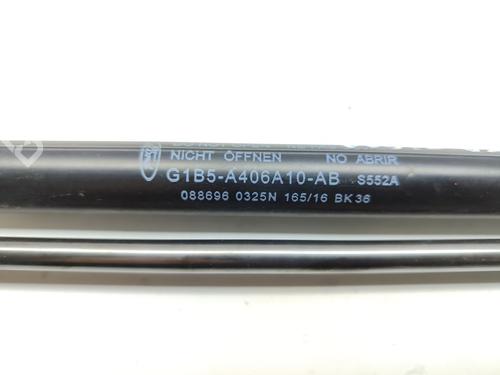 NICHT ÖFFNEN NO ABRIR
G1B5-A406A10-AB S552A
088696 0325N 165/16 BK36